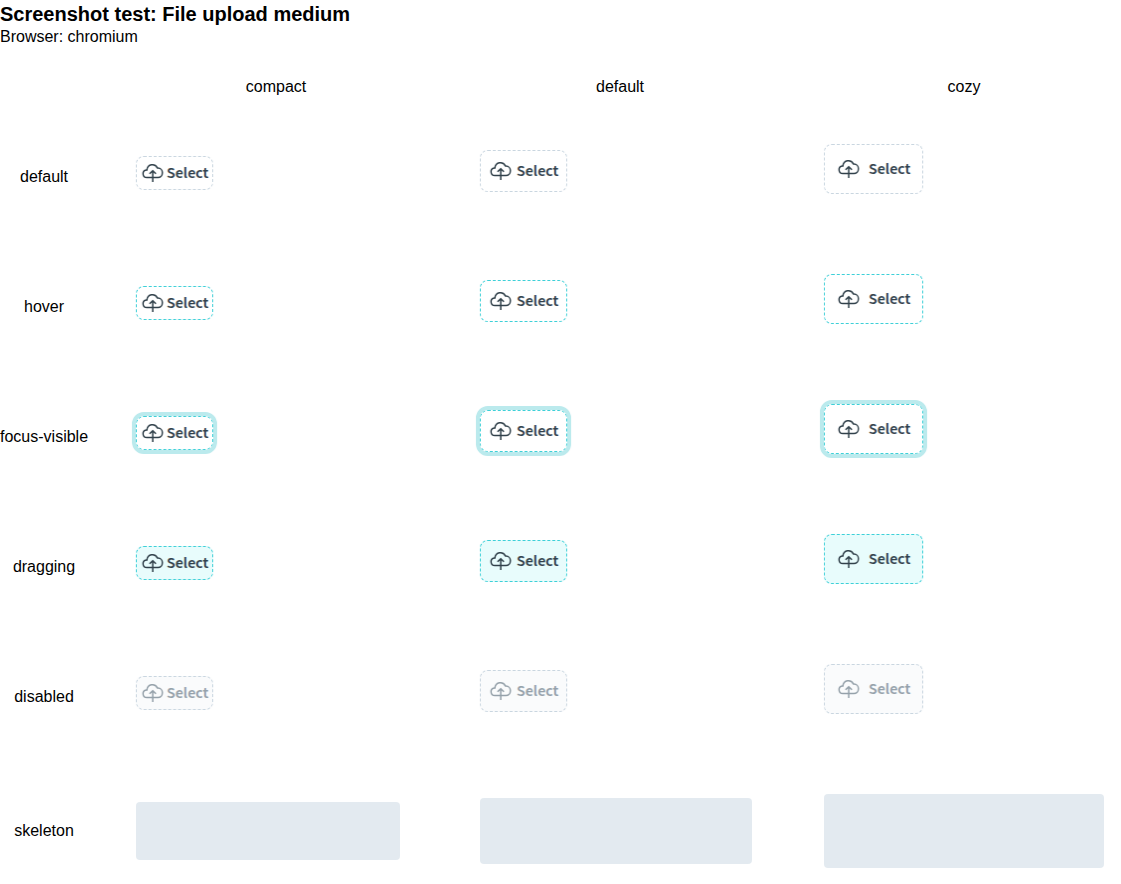 Screenshot test: File upload medium
Browser: chromium
compact default cozy
default Select Select Select
hover Select Select Select
focus-visible Select Select Select
dragging Select Select Select
disabled Select Select Select
skeleton